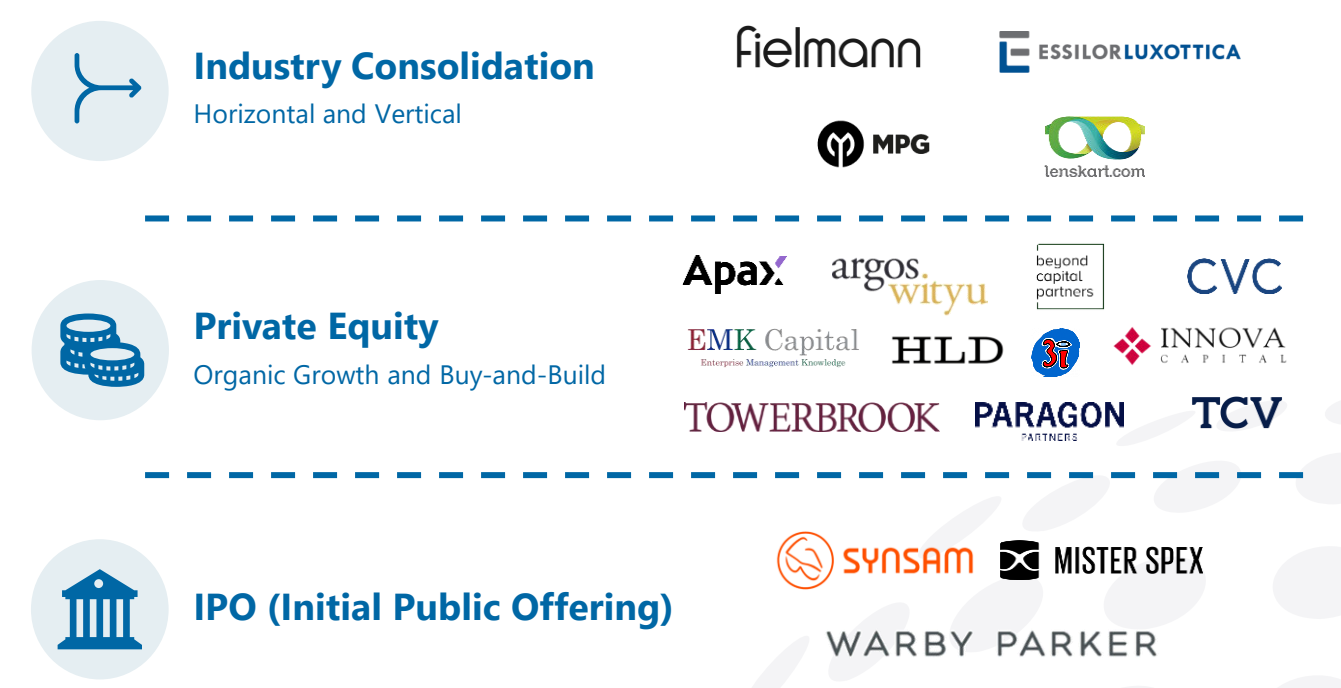 Industry Consolidation
Horizontal and Vertical
fielmann
ESSILORLUXOTTICA
MPG
lenskart.com
Private Equity
Organic Growth and Buy-and-Build
Apax
argos.
wityu
beyond
capital
partners
CVC
EMK Capital
Enterprise Management Knowledge
HLD
3i
INNOVA
CAPITAL
TOWERBROOK
PARAGON
PARTNERS
TCV
IPO (Initial Public Offering)
SYNSAM
MISTER SPEX
WARBY PARKER